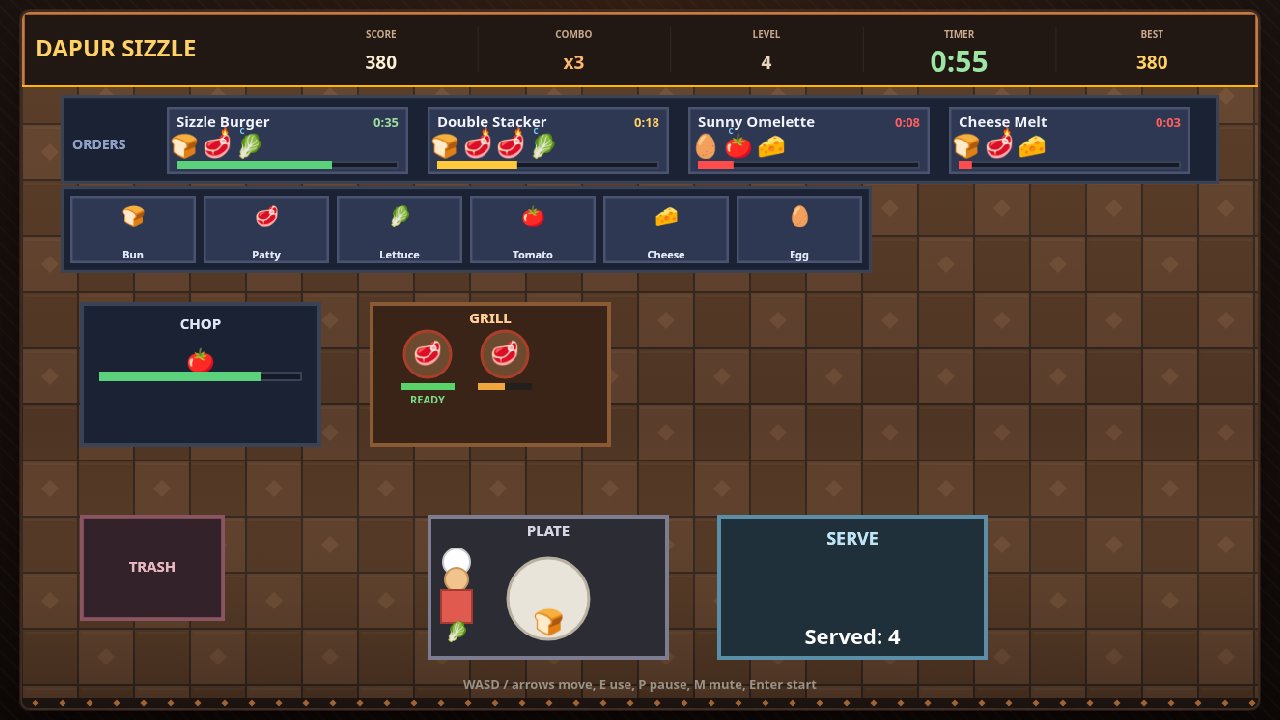 DAPUR SIZZLE
SCORE
380
COMBO
x3
LEVEL
4
TIMER
0:55
BEST
380
ORDERS
Sizzle Burger 0:35
C
Double Stacker 0:18
C
Sunny Omelette 0:08
C
Cheese Melt 0:03
Bun
Patty
Lettuce
Tomato
Cheese
Egg
CHOP
GRILL
READY
TRASH
PLATE
SERVE
Served: 4
WASD / arrows move, E use, P pause, M mute, Enter start